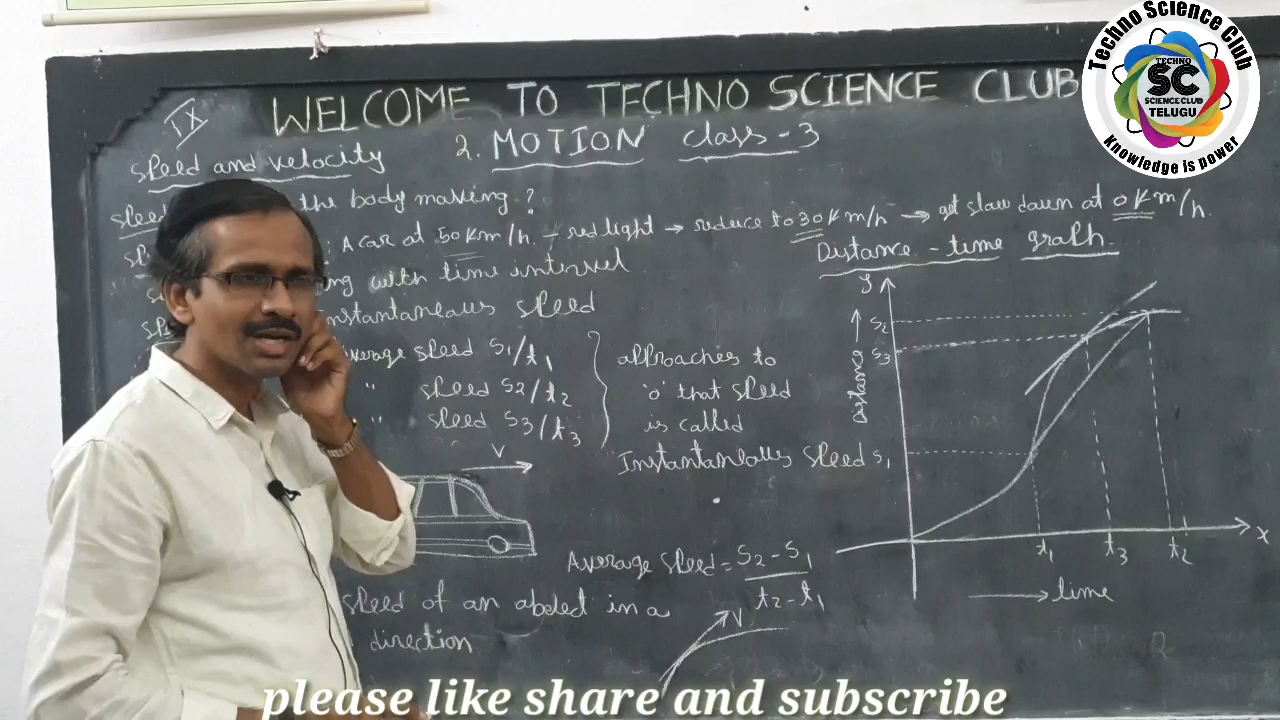 WELCOME TO TECHNO SCIENCE CLUB
IX
2. MOTION class-3
speed and velocity
speed
the body making ?
: A car at 50 km/h. → red light → reduce to 30 km/h → get slow down at 0 km/h.
ng with time interval
Instantaneous speed
Average speed S1/t1
" speed S2/t2
" speed S3/t3
approaches to
'0' that speed
is called
Instantaneous speed
V
Average speed = S2-S1
t2-t1
speed of an
in a
direction
V
Distance - time graph.
y
S2
S3
S1
distance →
t1 t3 t2 x
→ time
Techno Science Club
TECHNO
SC
SCIENCE CLUB
TELUGU
Knowledge is power
please like share and subscribe